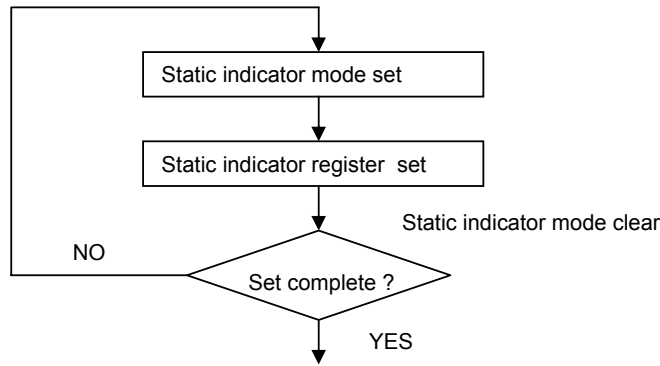 Static indicator mode set
Static indicator register set
Static indicator mode clear
NO
Set complete ?
YES